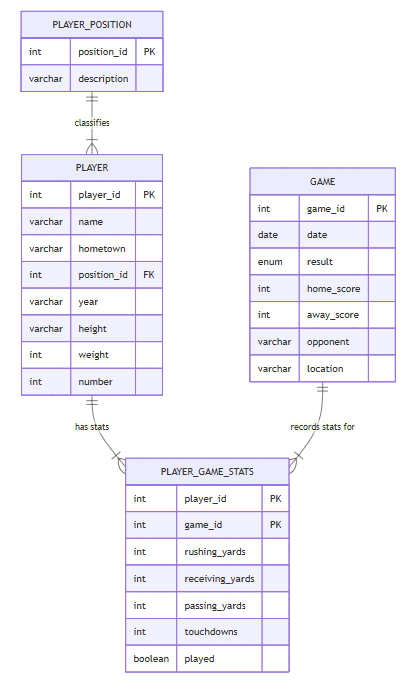 PLAYER_POSITION
int position_id PK
varchar description
classifies
PLAYER
int player_id PK
varchar name
varchar hometown
int position_id FK
varchar year
varchar height
int weight
int number
GAME
int game_id PK
date date
enum result
int home_score
int away_score
varchar opponent
varchar location
has stats
records stats for
PLAYER_GAME_STATS
int player_id PK
int game_id PK
int rushing_yards
int receiving_yards
int passing_yards
int touchdowns
boolean played